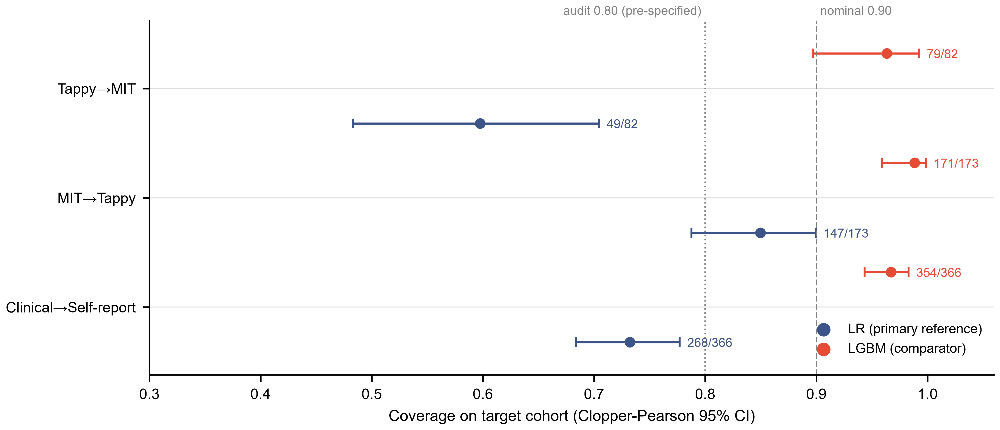 audit 0.80 (pre-specified)
nominal 0.90
79/82
Tappy→MIT
49/82
171/173
MIT→Tappy
147/173
354/366
Clinical→Self-report
LR (primary reference)
268/366
LGBM (comparator)
0.3 0.4 0.5 0.6 0.7 0.8 0.9 1.0
Coverage on target cohort (Clopper-Pearson 95% CI)